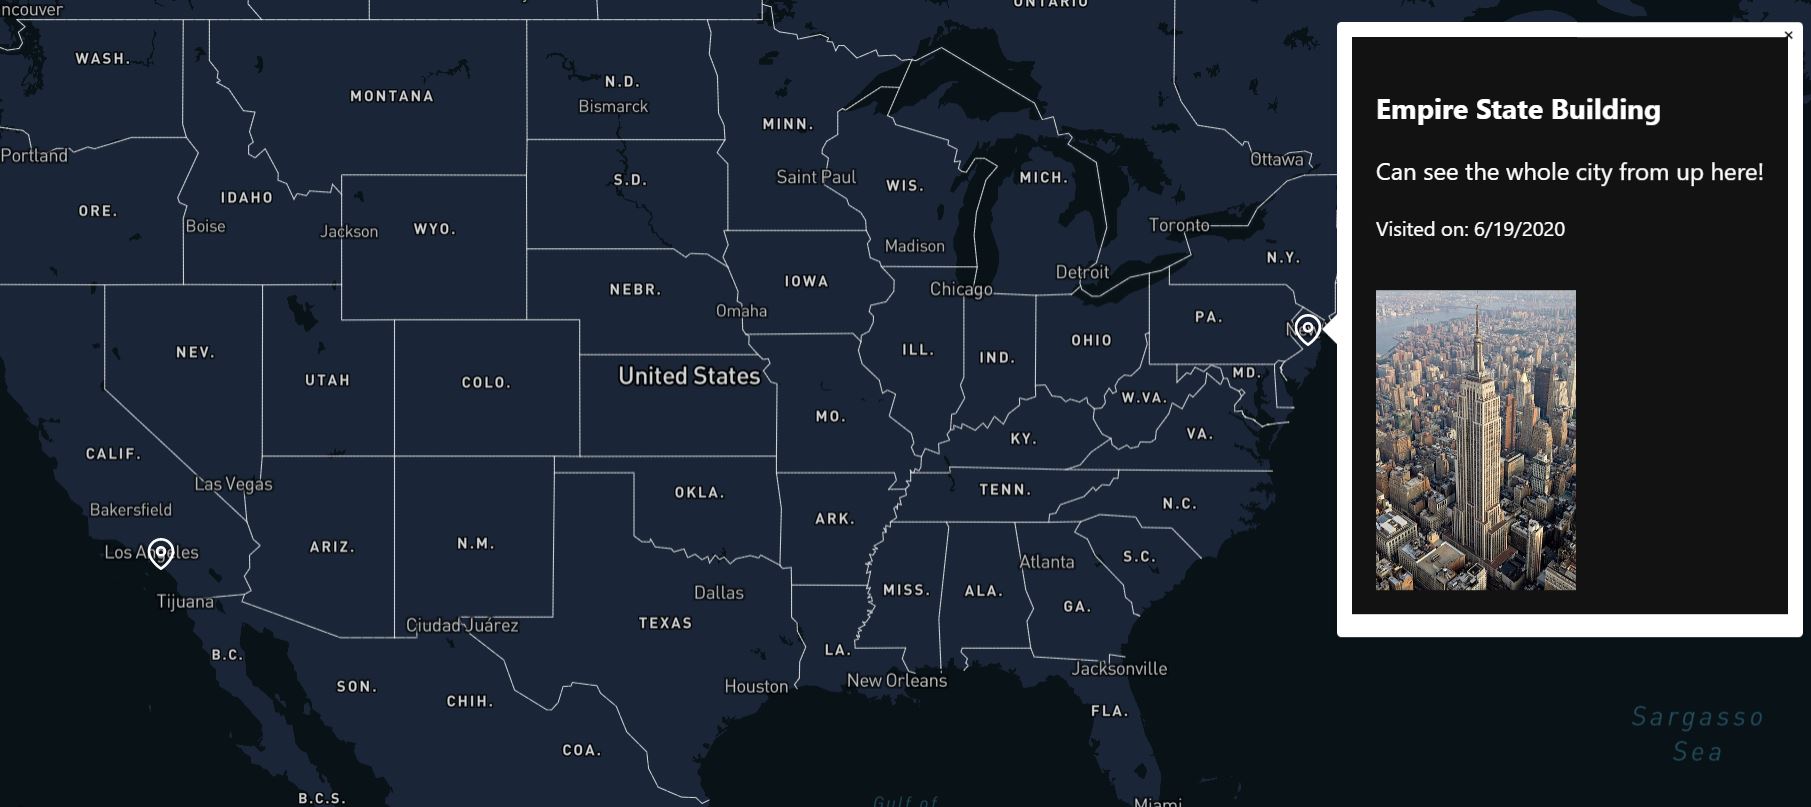 ncouver
ONTARIO
WASH.
MONTANA
N.D.
Bismarck
MINN.
Portland
Ottawa
IDAHO
S.D.
Saint Paul
WIS.
MICH.
ORE.
Boise
Jackson
WYO.
Madison
Toronto
N.Y.
Detroit
NEBR.
IOWA
Chicago
Omaha
PA.
NEV.
ILL.
IND.
OHIO
UTAH
COLO.
United States
MD.
W.VA.
MO.
KY.
VA.
CALIF.
Las Vegas
OKLA.
TENN.
N.C.
Bakersfield
ARK.
Los Angeles
ARIZ.
N.M.
S.C.
Atlanta
Tijuana
Dallas
MISS.
ALA.
GA.
Ciudad Juárez
TEXAS
B.C.
LA.
SON.
CHIH.
Houston
New Orleans
Jacksonville
FLA.
COA.
Sargasso
Sea
B.C.S.
Gulf of
Miami
×
Empire State Building
Can see the whole city from up here!
Visited on: 6/19/2020